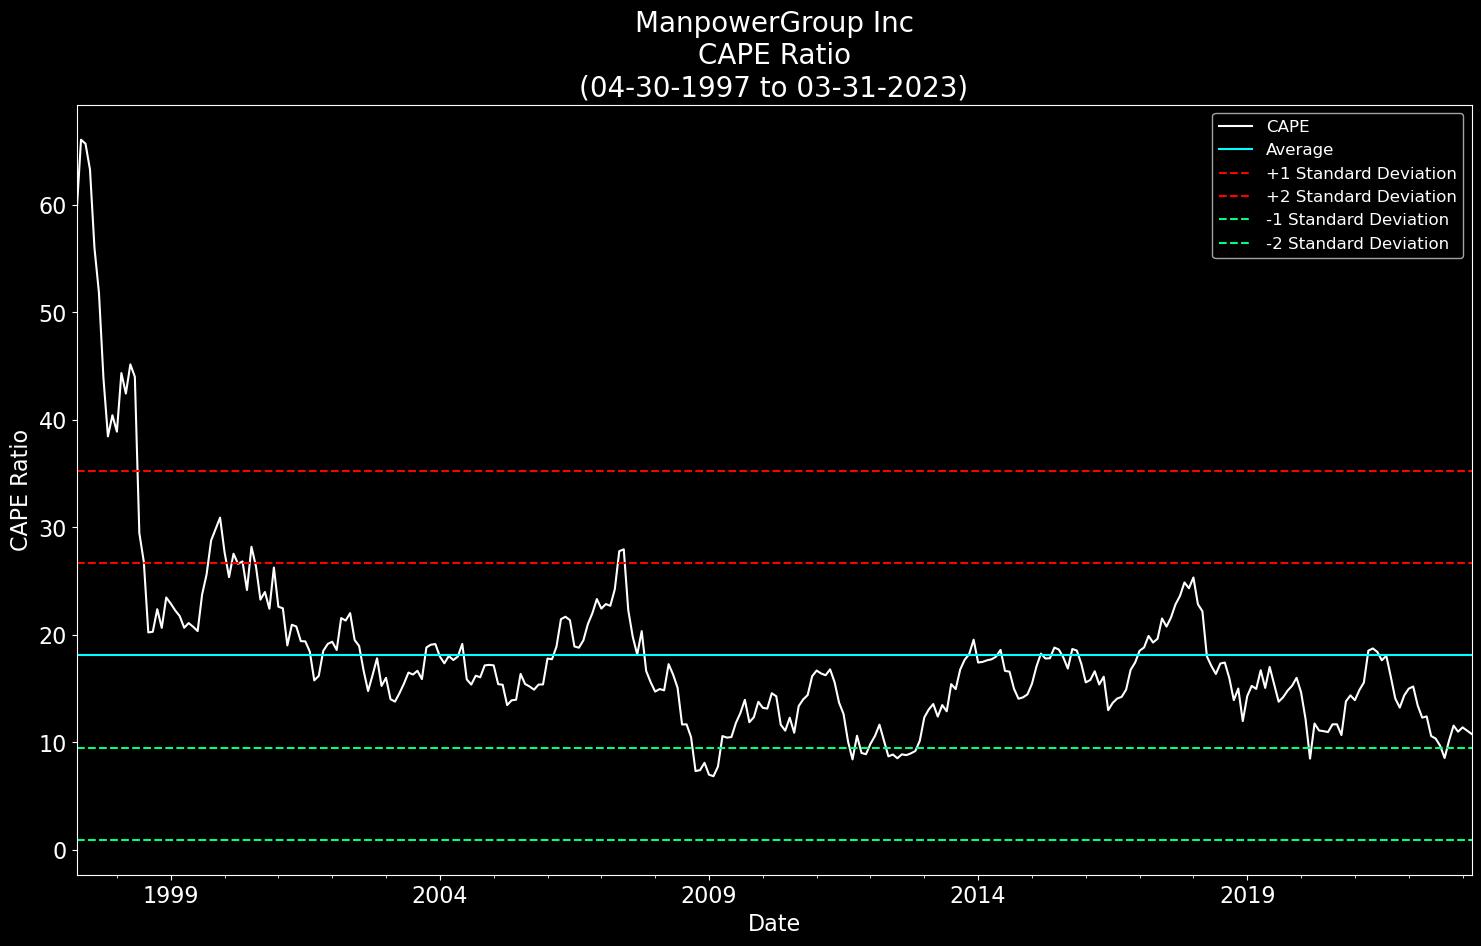 ManpowerGroup Inc
CAPE Ratio
(04-30-1997 to 03-31-2023)
CAPE
Average
+1 Standard Deviation
+2 Standard Deviation
-1 Standard Deviation
-2 Standard Deviation
CAPE Ratio
60
50
40
30
20
10
0
1999 2004 2009 2014 2019
Date